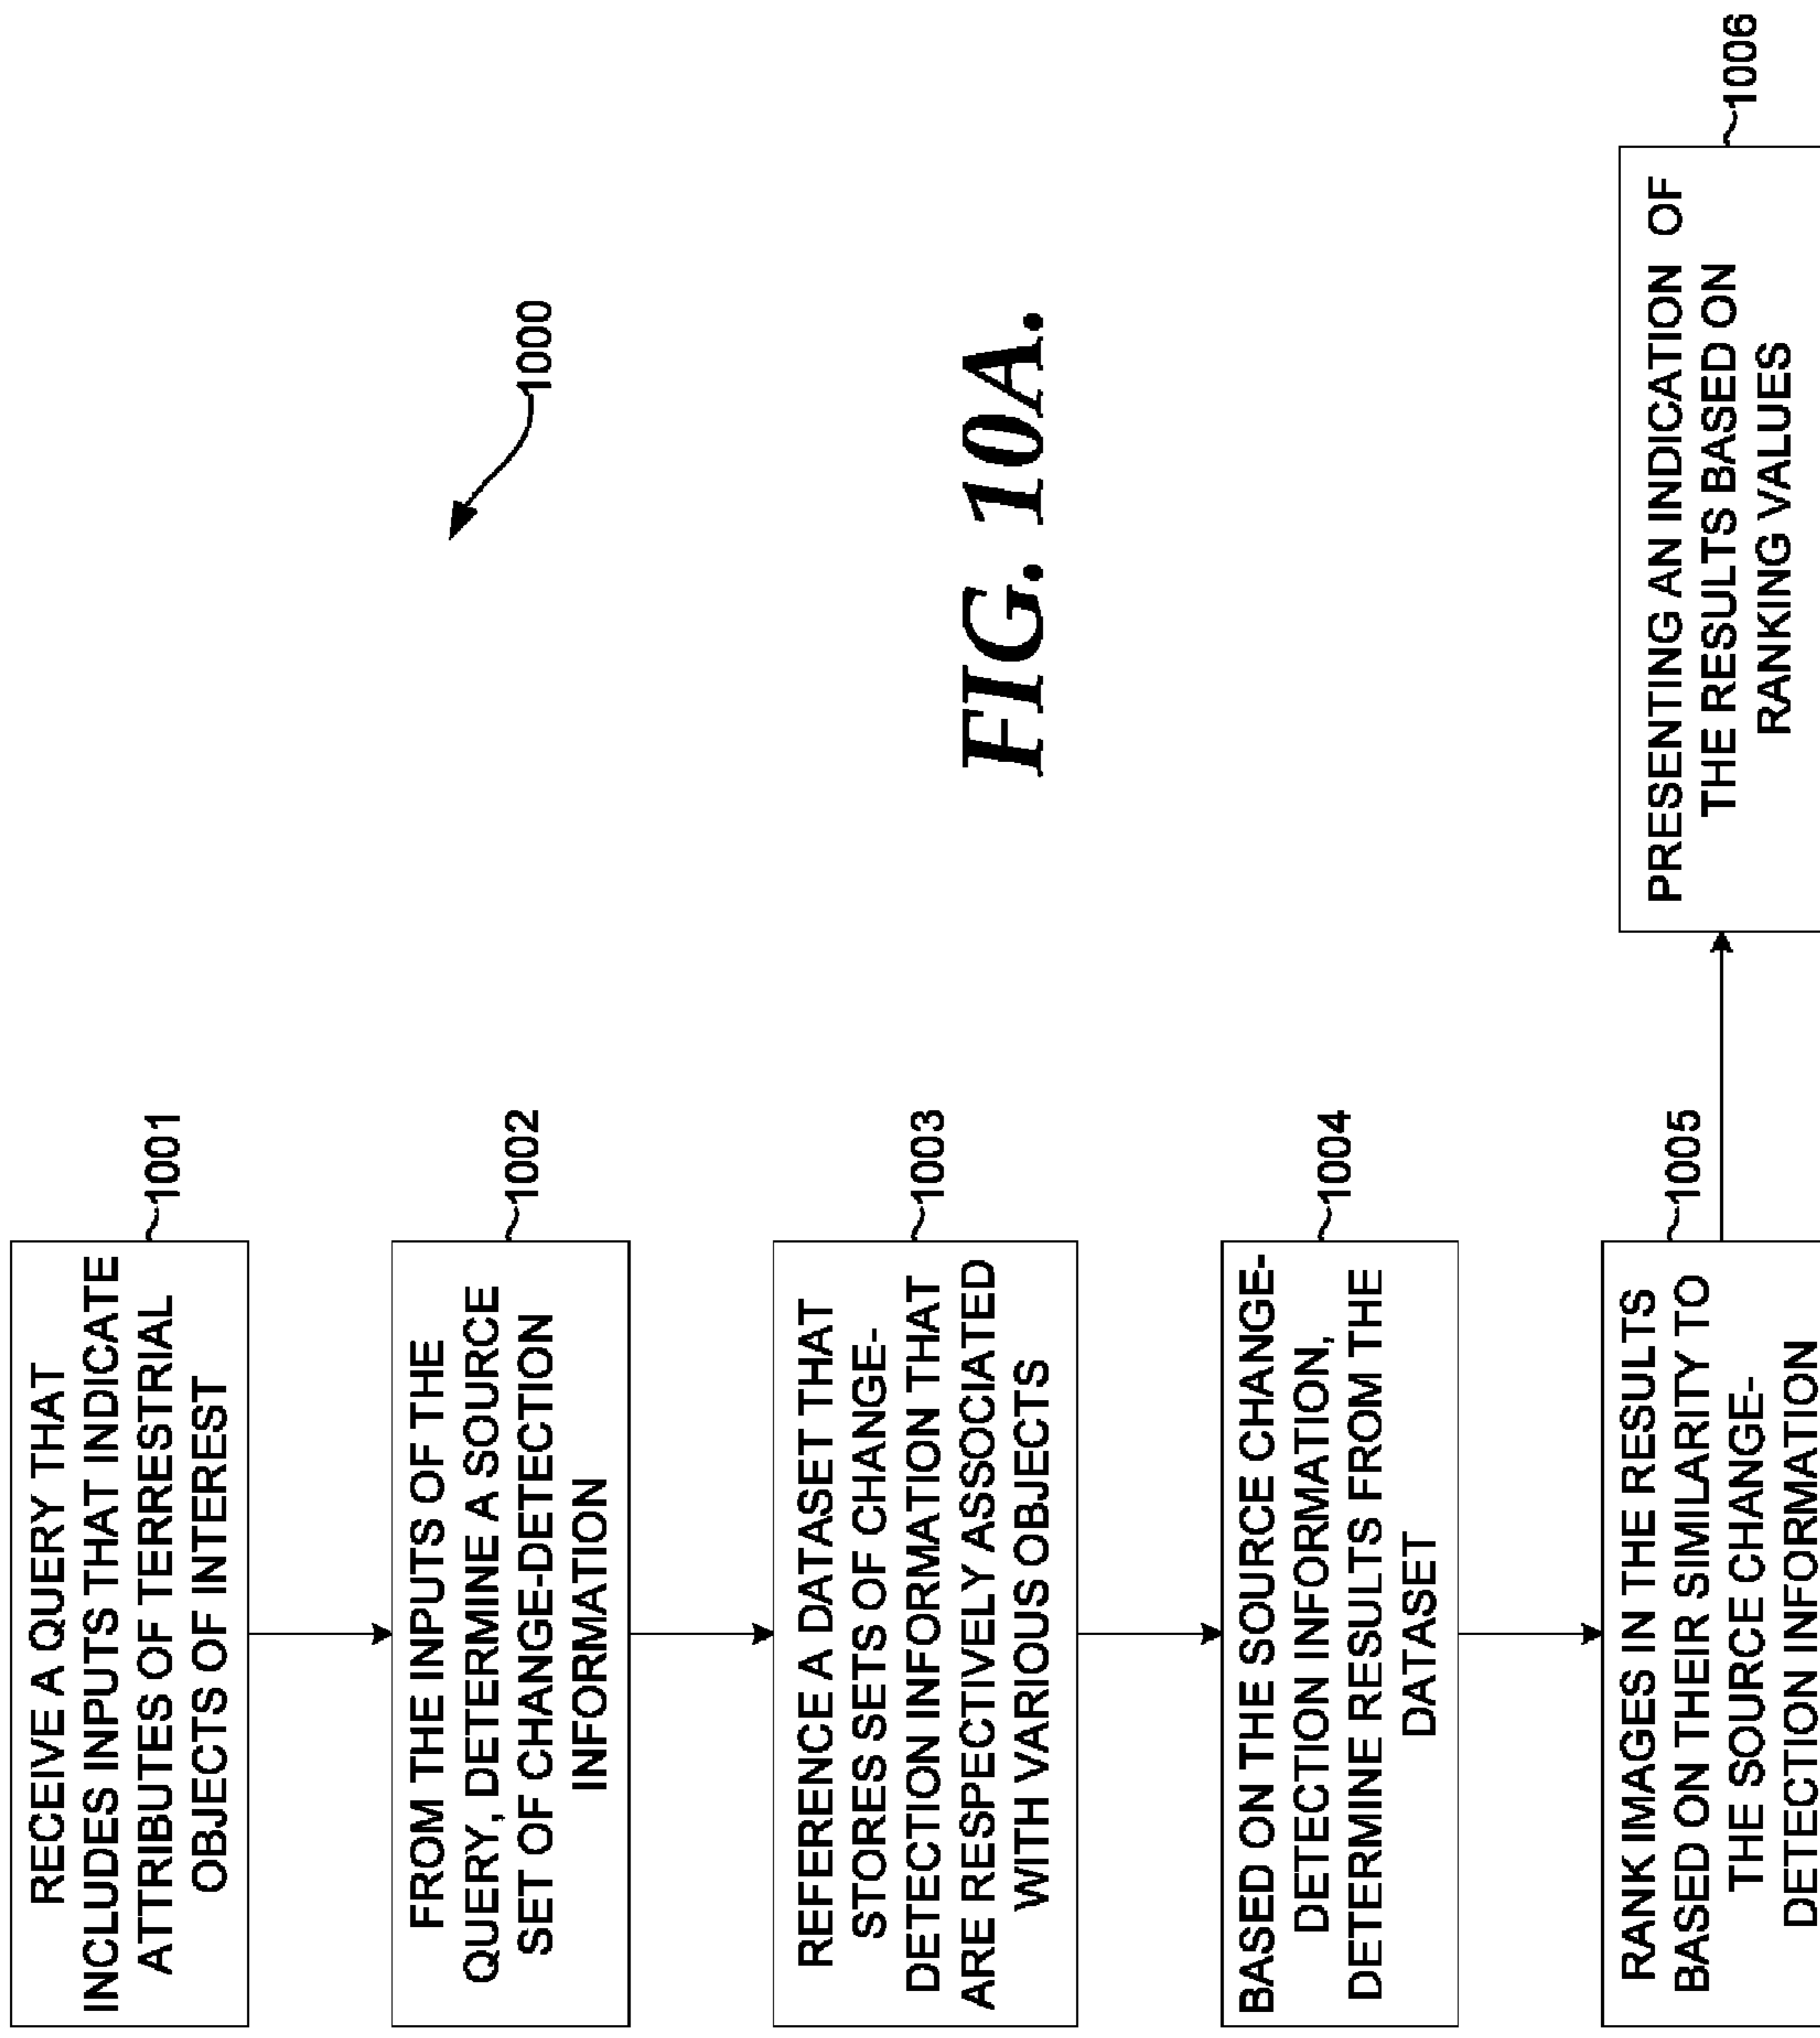 RECEIVE A QUERY THAT
INCLUDES INPUTS THAT INDICATE
ATTRIBUTES OF TERRESTRIAL
OBJECTS OF INTEREST
1001
FROM THE INPUTS OF THE
QUERY, DETERMINE A SOURCE
SET OF CHANGE-DETECTION
INFORMATION
1002
REFERENCE A DATASET THAT
STORES SETS OF CHANGE-
DETECTION INFORMATION THAT
ARE RESPECTIVELY ASSOCIATED
WITH VARIOUS OBJECTS
1003
BASED ON THE SOURCE CHANGE-
DETECTION INFORMATION,
DETERMINE RESULTS FROM THE
DATASET
1004
RANK IMAGES IN THE RESULTS
BASED ON THEIR SIMILARITY TO
THE SOURCE CHANGE-
DETECTION INFORMATION
1005
PRESENTING AN INDICATION OF
THE RESULTS BASED ON
RANKING VALUES
1006
1000
FIG. 10A.